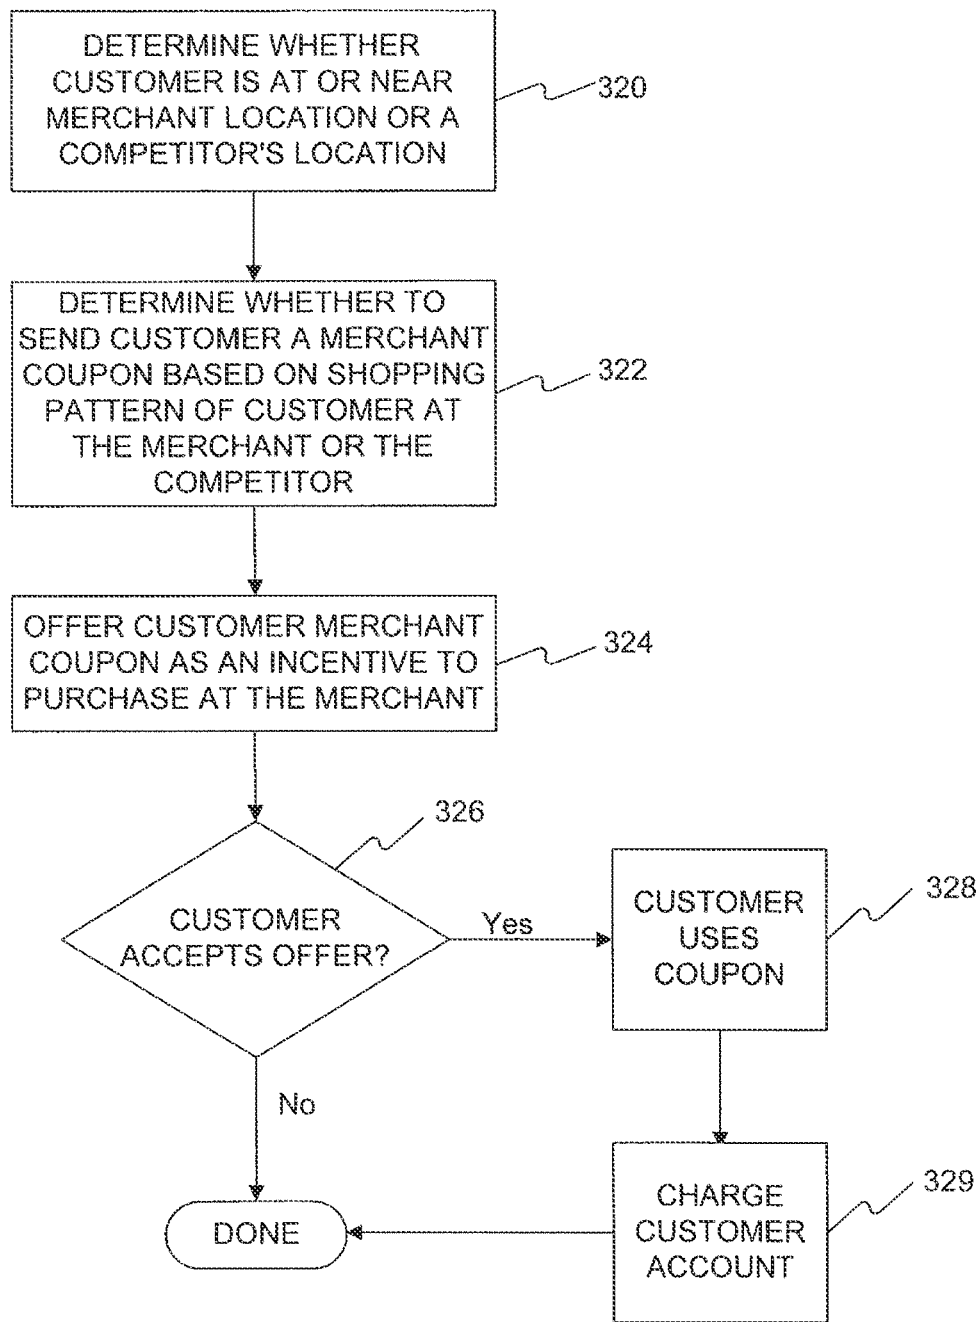 DETERMINE WHETHER
CUSTOMER IS AT OR NEAR
MERCHANT LOCATION OR A
COMPETITOR'S LOCATION
320
DETERMINE WHETHER TO
SEND CUSTOMER A MERCHANT
COUPON BASED ON SHOPPING
PATTERN OF CUSTOMER AT
THE MERCHANT OR THE
COMPETITOR
322
OFFER CUSTOMER MERCHANT
COUPON AS AN INCENTIVE TO
PURCHASE AT THE MERCHANT
324
326
CUSTOMER
ACCEPTS OFFER?
Yes
CUSTOMER
USES
COUPON
328
No
CHARGE
CUSTOMER
ACCOUNT
329
DONE